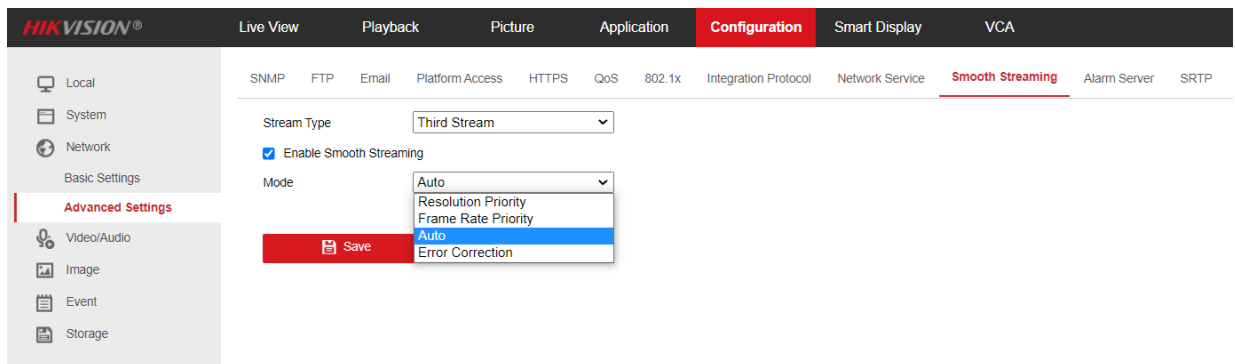 HIKVISION® Live View Playback Picture Application Configuration Smart Display VCA
Local
System
Network
Basic Settings
Advanced Settings
Video/Audio
Image
Event
Storage
SNMP FTP Email Platform Access HTTPS QoS 802.1x Integration Protocol Network Service Smooth Streaming Alarm Server SRTP
Stream Type Third Stream
Enable Smooth Streaming
Mode Auto
Resolution Priority
Frame Rate Priority
Auto
Error Correction
Save